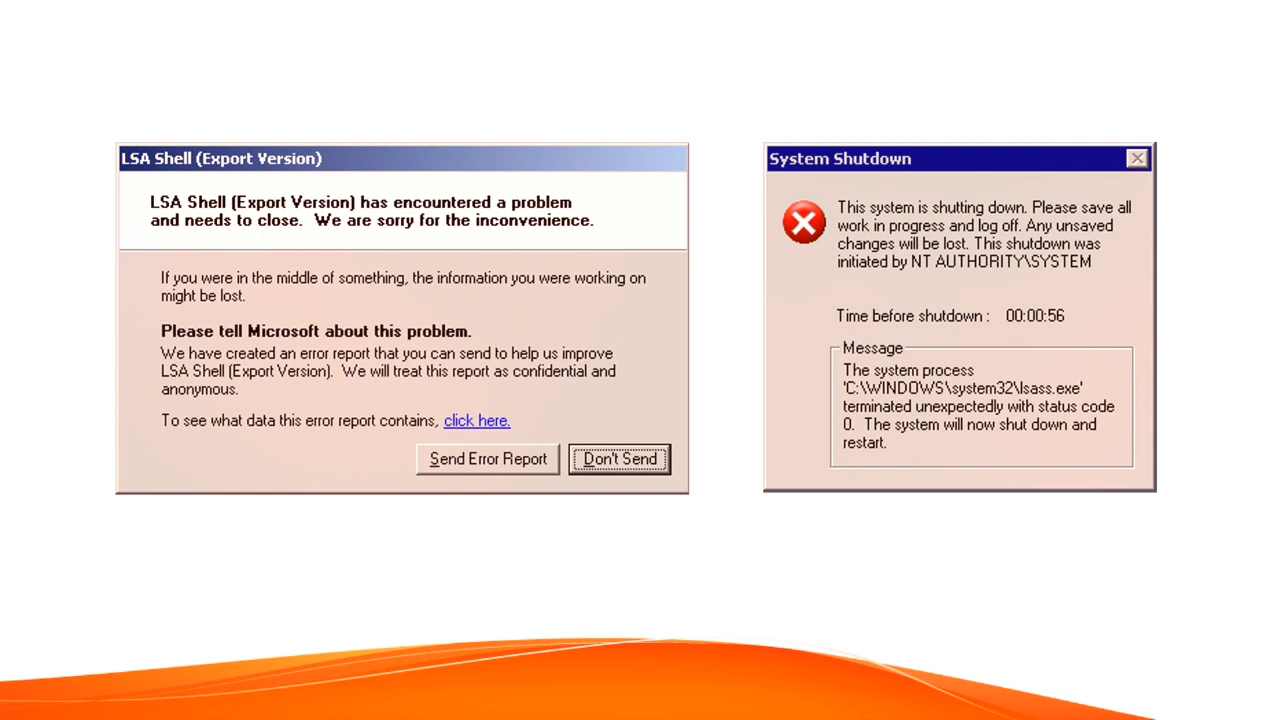 LSA Shell (Export Version)
LSA Shell (Export Version) has encountered a problem
and needs to close.  We are sorry for the inconvenience.
If you were in the middle of something, the information you were working on
might be lost.
Please tell Microsoft about this problem.
We have created an error report that you can send to help us improve
LSA Shell (Export Version).  We will treat this report as confidential and
anonymous.
To see what data this error report contains, click here.
Send Error Report
Don't Send
System Shutdown
This system is shutting down. Please save all
work in progress and log off. Any unsaved
changes will be lost. This shutdown was
initiated by NT AUTHORITY\SYSTEM
Time before shutdown :   00:00:56
Message
The system process
'C:\WINDOWS\system32\lsass.exe'
terminated unexpectedly with status code
0.  The system will now shut down and
restart.